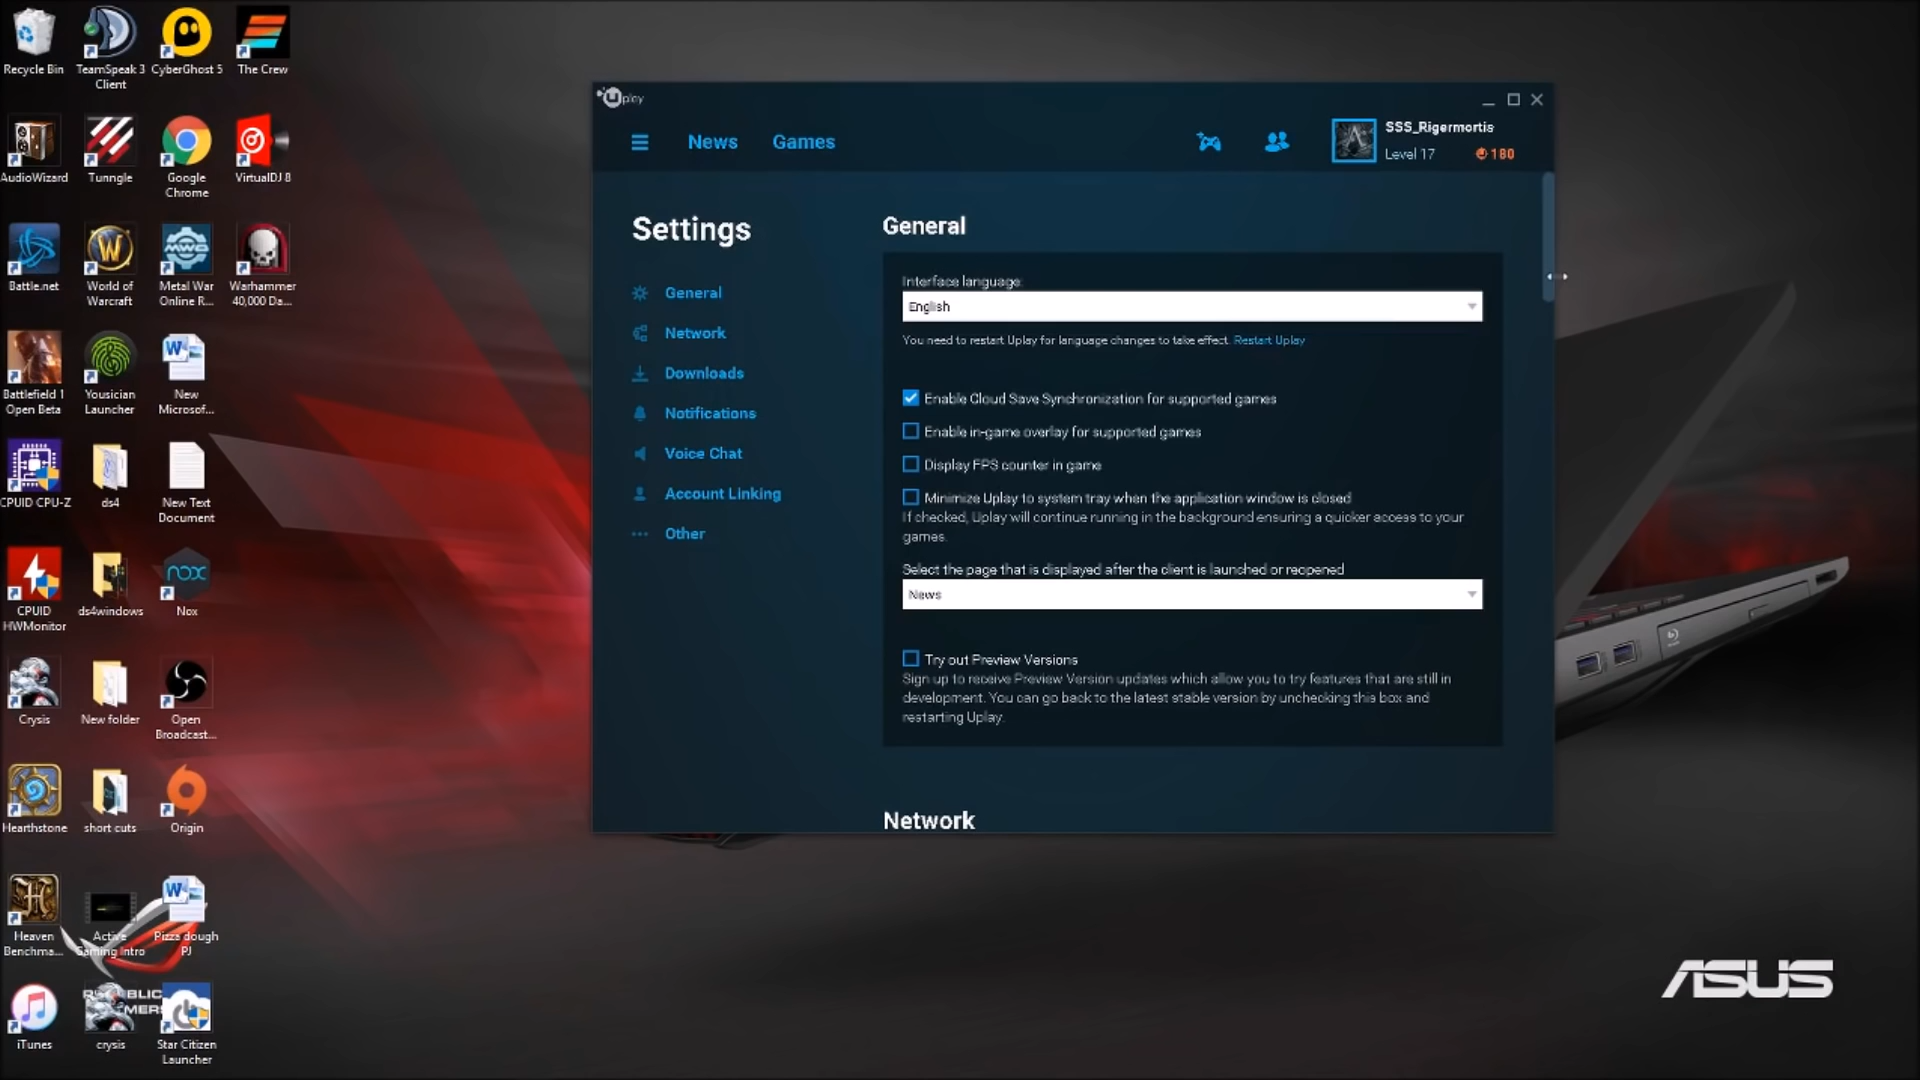 Recycle Bin
TeamSpeak 3
Client
CyberGhost 5
The Crew
AudioWizard
Tunngle
Google
Chrome
VirtualDJ 8
Battle.net
World of
Warcraft
Metal War
Online R...
Warhammer
40,000 Da...
Battlefield 1
Open Beta
Yousician
Launcher
New
Microsof...
CPUID CPU-Z
ds4
New Text
Document
CPUID
HWMonitor
ds4windows
nox
Nox
Crysis
New folder
Open
Broadcast...
Hearthstone
short cuts
Origin
Heaven
Benchma...
Active
Gaming Intro
Pizza dough
PJ
iTunes
crysis
Star Citizen
Launcher
Uplay
News
Games
SSS_Rigermortis
Level 17
180
Settings
General
Network
Downloads
Notifications
Voice Chat
Account Linking
Other
General
Interface language:
English
You need to restart Uplay for language changes to take effect. Restart Uplay
Enable Cloud Save Synchronization for supported games
Enable in-game overlay for supported games
Display FPS counter in game
Minimize Uplay to system tray when the application window is closed
If checked, Uplay will continue running in the background ensuring a quicker access to your
games.
Select the page that is displayed after the client is launched or reopened
News
Try out Preview Versions
Sign up to receive Preview Version updates which allow you to try features that are still in
development. You can go back to the latest stable version by unchecking this box and
restarting Uplay.
Network
ASUS